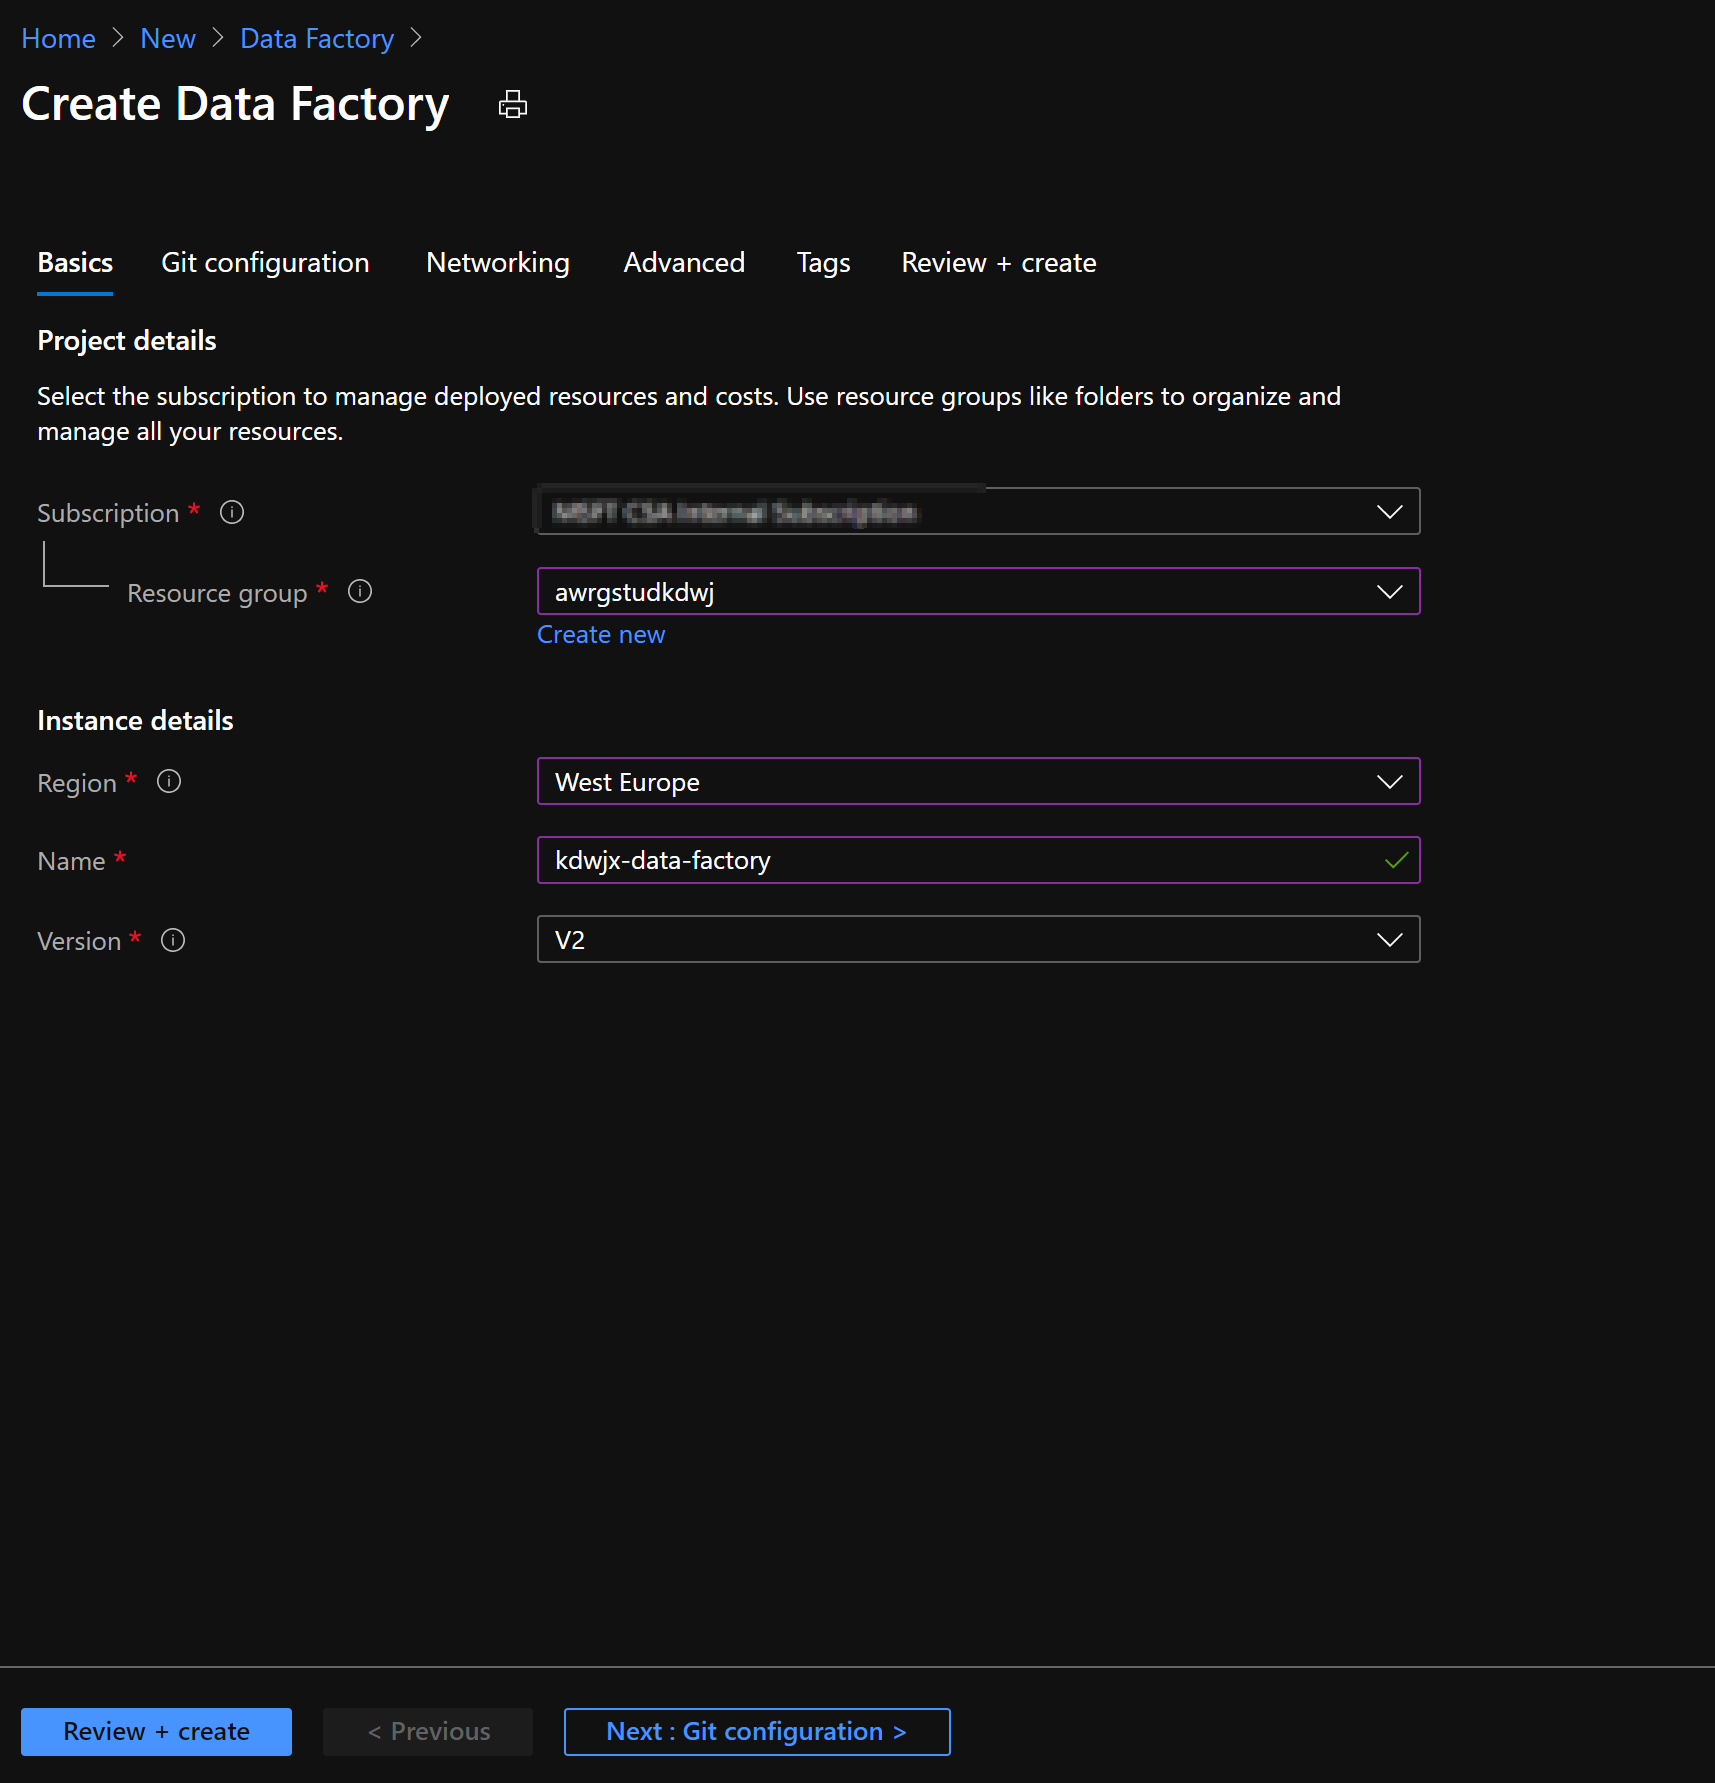 Home > New > Data Factory >
Create Data Factory
Basics Git configuration Networking Advanced Tags Review + create
Project details
Select the subscription to manage deployed resources and costs. Use resource groups like folders to organize and
manage all your resources.
Subscription *
Resource group * awrgstudkdwj
Create new
Instance details
Region * West Europe
Name * kdwjx-data-factory
Version * V2
Review + create < Previous Next : Git configuration >